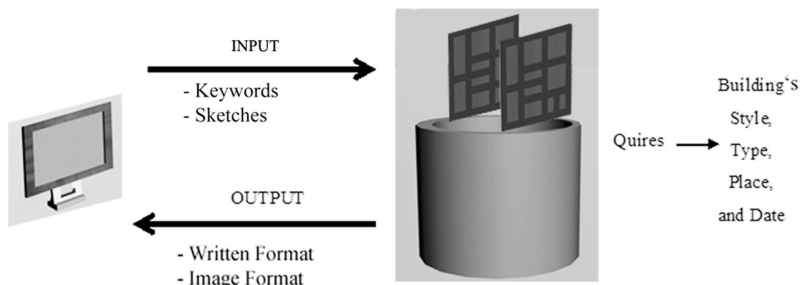 INPUT
- Keywords
- Sketches
OUTPUT
- Written Format
- Image Format
Quires
Building‘s
Style,
Type,
Place,
and Date